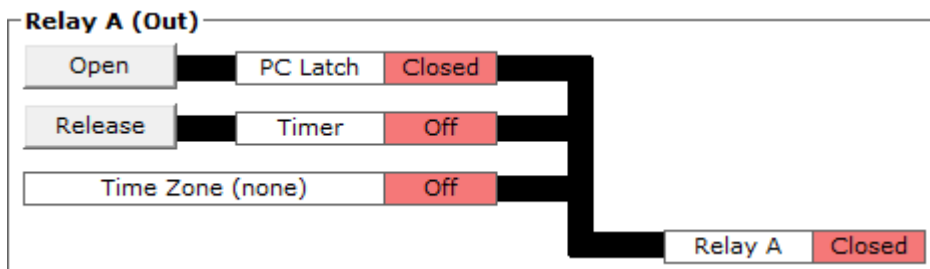 Relay A (Out)
Open PC Latch Closed
Release Timer Off
Time Zone (none) Off
Relay A Closed